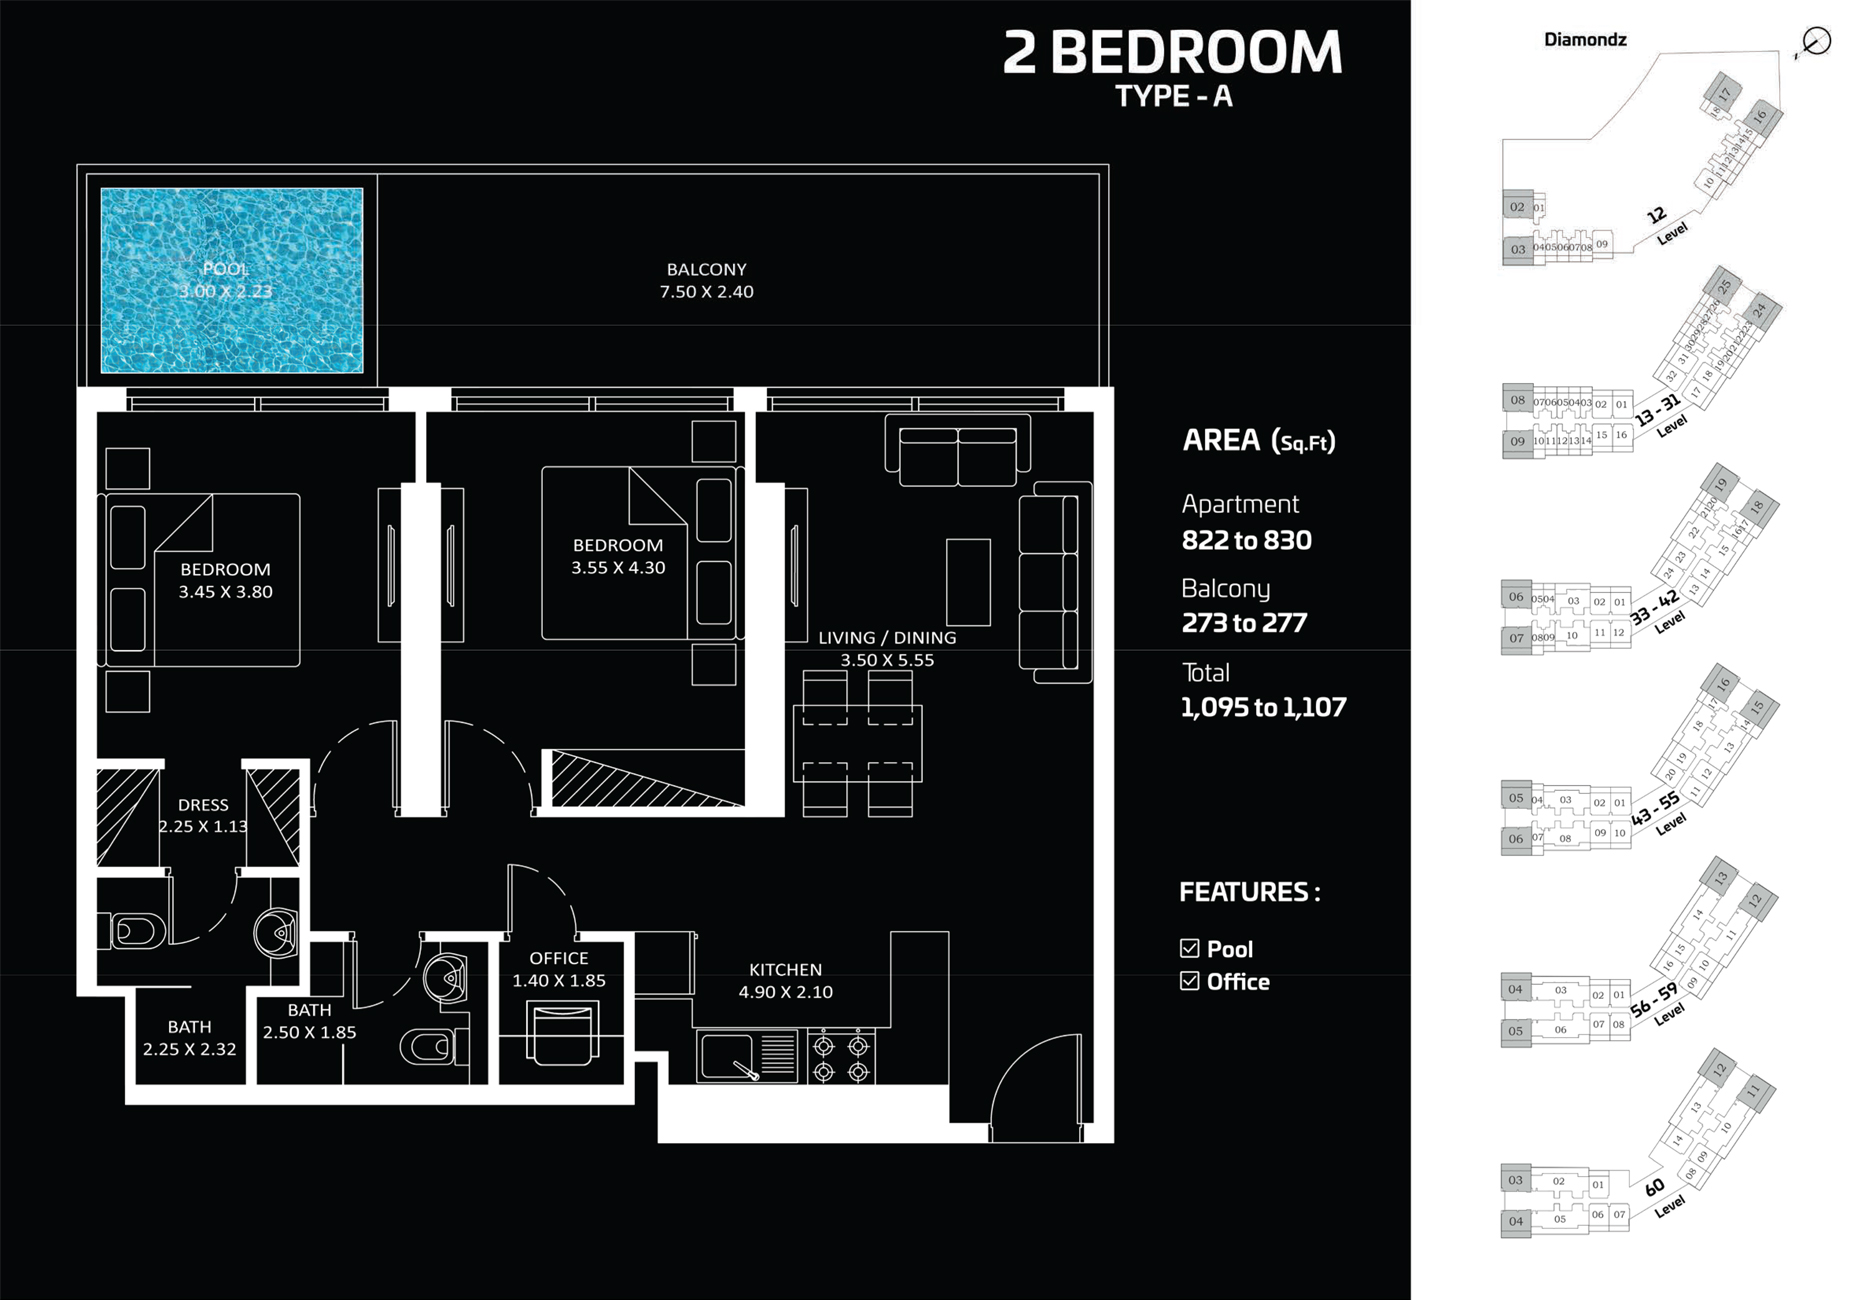 2 BEDROOM
TYPE - A
POOL
3.00 X 2.23
BALCONY
7.50 X 2.40
BEDROOM
3.45 X 3.80
BEDROOM
3.55 X 4.30
LIVING / DINING
3.50 X 5.55
DRESS
2.25 X 1.13
BATH
2.25 X 2.32
BATH
2.50 X 1.85
OFFICE
1.40 X 1.85
KITCHEN
4.90 X 2.10
AREA (Sq.Ft)
Apartment
822 to 830
Balcony
273 to 277
Total
1,095 to 1,107
FEATURES :
Pool
Office
Diamondz
17
18
16
15
14
13
12
11
10
02
01
03
04
05
06
07
08
09
12
Level
25
26
27
28
29
30
31
32
24
23
22
21
20
19
18
17
08
07
06
05
04
03
02
01
09
10
11
12
13
14
15
16
13 - 31
Level
19
20
21
22
23
24
18
17
16
15
14
13
06
05
04
03
02
01
07
08
09
10
11
12
33 - 42
Level
16
17
18
19
20
15
14
13
12
11
05
04
03
02
01
06
07
08
09
10
43 - 55
Level
13
14
15
16
12
11
10
09
04
03
02
01
05
06
07
08
56 - 59
Level
12
13
14
11
10
09
08
03
02
01
04
05
06
07
60
Level